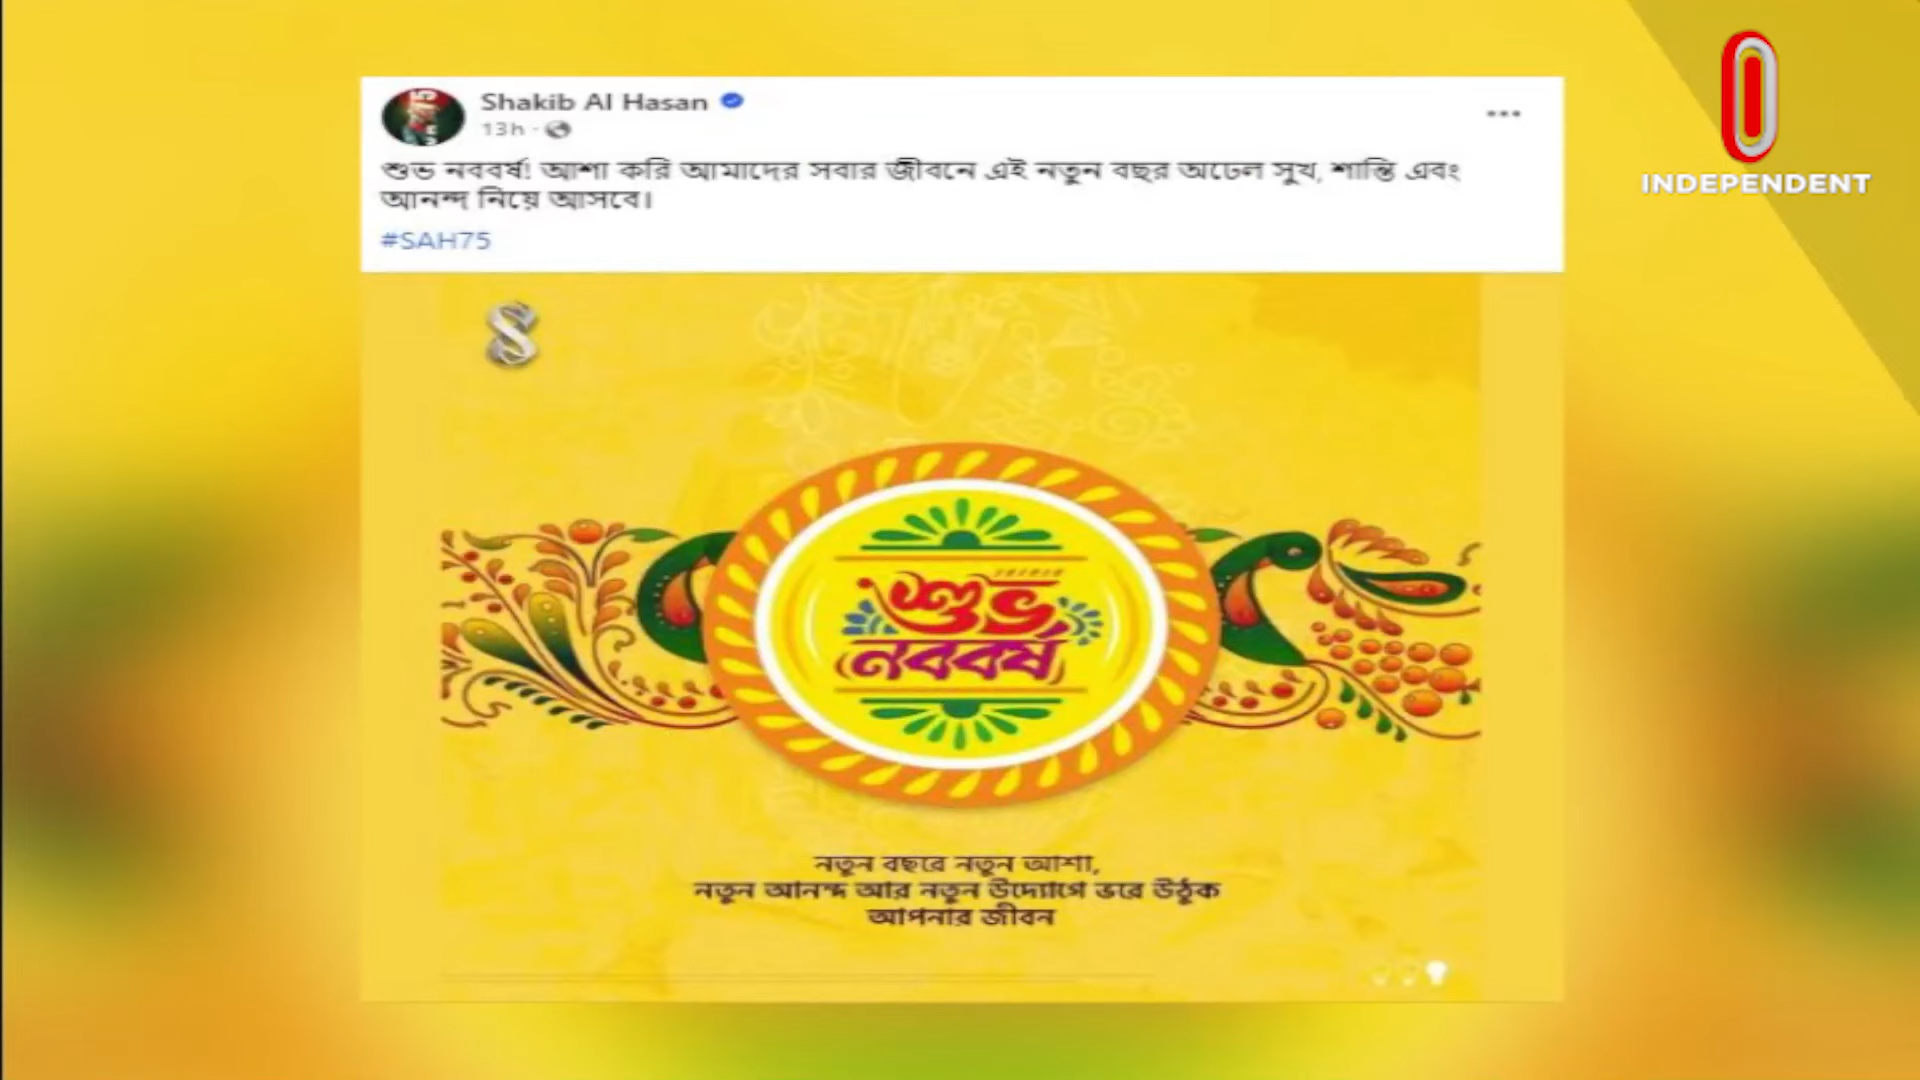 Shakib Al Hasan
13h
শুভ নববর্ষ! আশা করি আমাদের সবার জীবনে এই নতুন বছর অঢেল সুখ, শান্তি এবং
আনন্দ নিয়ে আসবে।
#SAH75
INDEPENDENT
শুভ
নববর্ষ
নতুন বছরে নতুন আশা,
নতুন আনন্দ আর নতুন উদ্যোগে ভরে উঠুক
আপনার জীবন